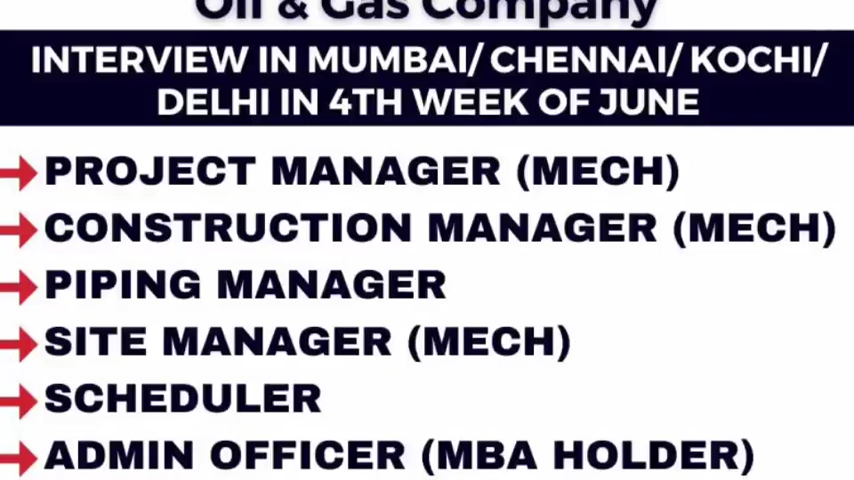 Oil & Gas Company
INTERVIEW IN MUMBAI/ CHENNAI/ KOCHI/
DELHI IN 4TH WEEK OF JUNE
PROJECT MANAGER (MECH)
CONSTRUCTION MANAGER (MECH)
PIPING MANAGER
SITE MANAGER (MECH)
SCHEDULER
ADMIN OFFICER (MBA HOLDER)